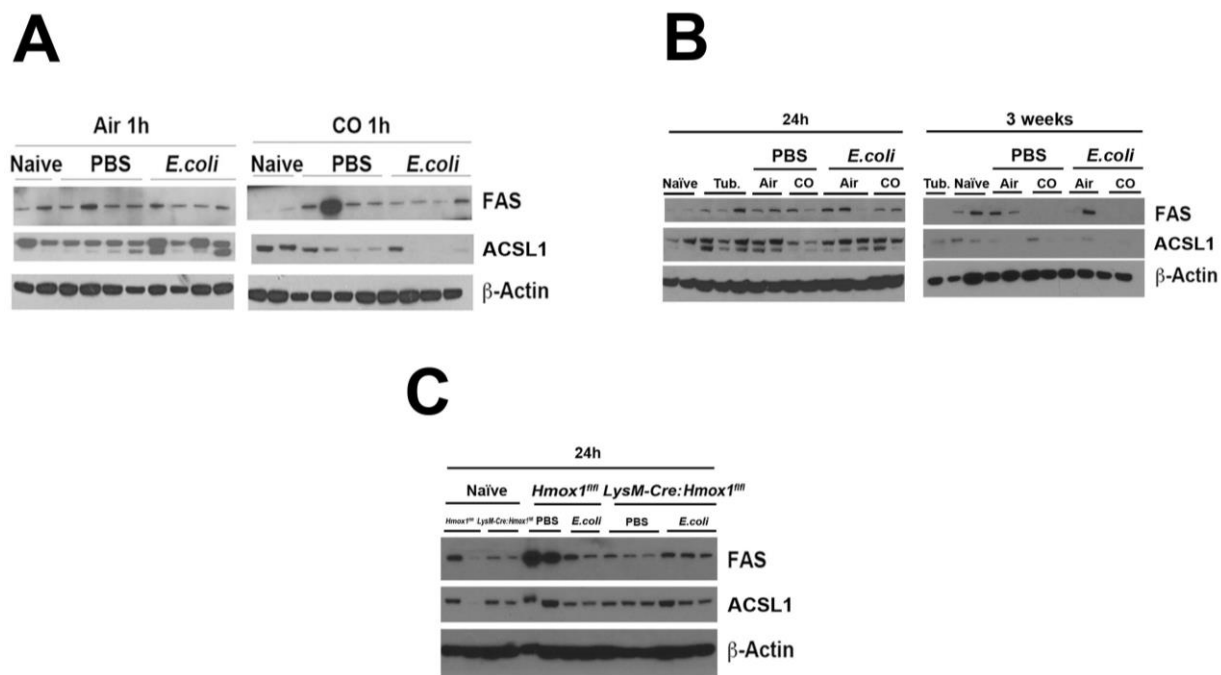 A
Air 1h CO 1h
Naive PBS E.coli Naive PBS E.coli
FAS
ACSL1
β-Actin
B
24h 3 weeks
PBS E.coli PBS E.coli
Naïve Tub. Air CO Air CO Tub. Naïve Air CO Air CO
FAS
ACSL1
β-Actin
C
24h
Naïve Hmox1fl/fl LysM-Cre:Hmox1fl/fl
Hmox1fl/fl LysM-Cre:Hmox1fl/fl PBS E.coli PBS E.coli
FAS
ACSL1
β-Actin